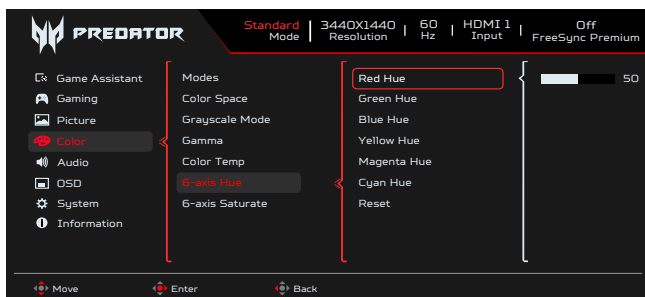 PREDATOR
Standard
Mode
3440X1440
Resolution
60
Hz
HDMI 1
Input
Off
FreeSync Premium
Game Assistant
Gaming
Picture
Color
Audio
OSD
System
Information
Modes
Color Space
Grayscale Mode
Gamma
Color Temp
6-axis Hue
6-axis Saturate
Red Hue
Green Hue
Blue Hue
Yellow Hue
Magenta Hue
Cyan Hue
Reset
50
Move
Enter
Back